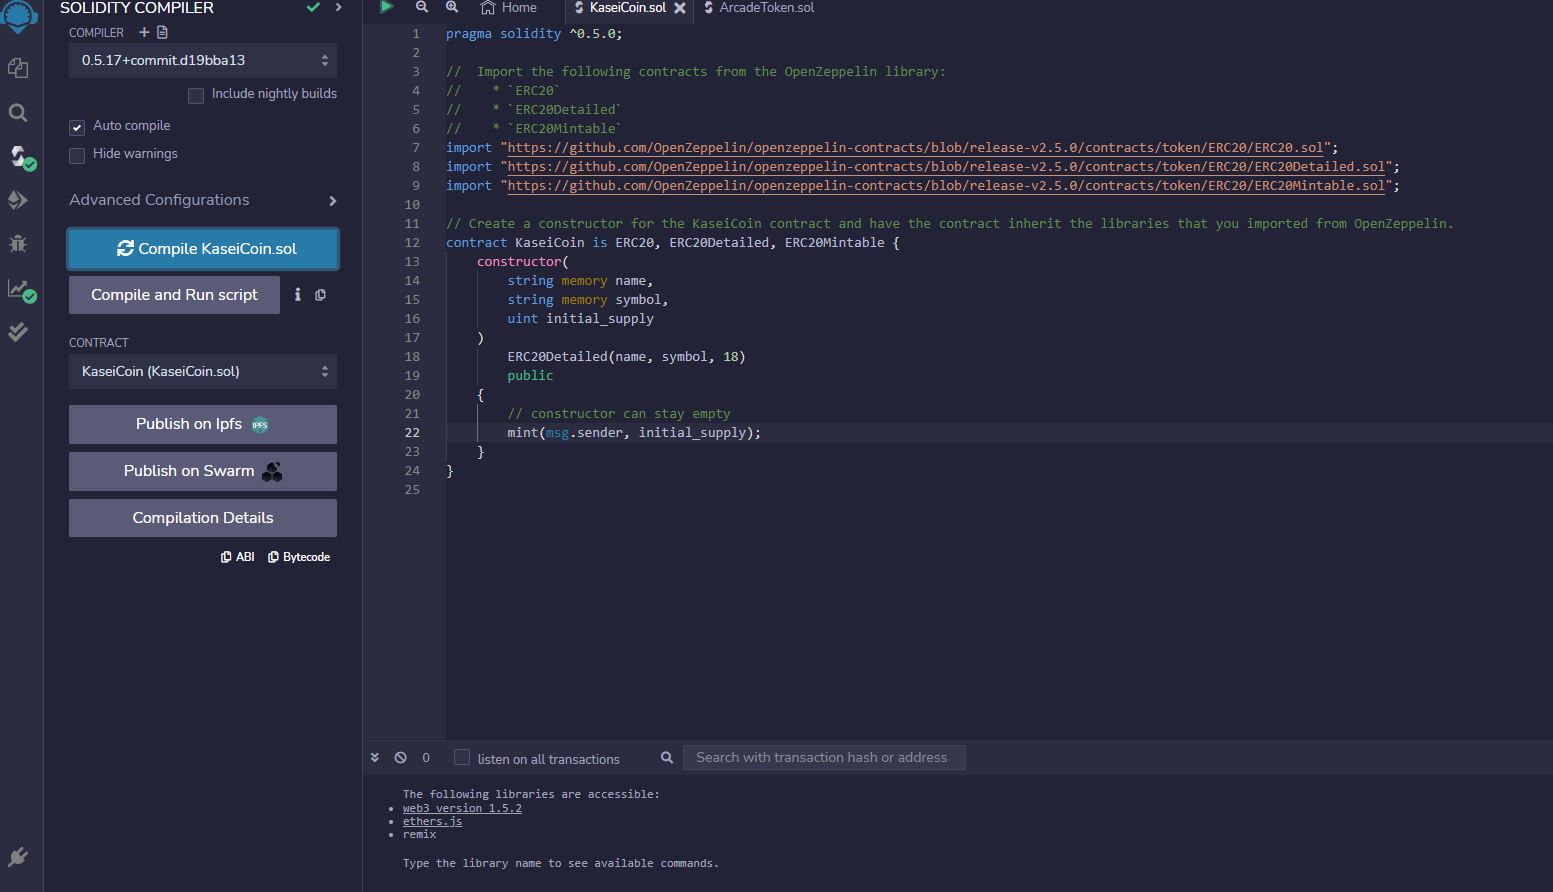 SOLIDITY COMPILER
COMPILER
0.5.17+commit.d19bba13
Include nightly builds
Auto compile
Hide warnings
Advanced Configurations
Compile KaseiCoin.sol
Compile and Run script
CONTRACT
KaseiCoin (KaseiCoin.sol)
Publish on Ipfs
IPFS
Publish on Swarm
Compilation Details
ABI Bytecode
Home KaseiCoin.sol ArcadeToken.sol
1 pragma solidity ^0.5.0;
2
3 //  Import the following contracts from the OpenZeppelin library:
4 //    * `ERC20`
5 //    * `ERC20Detailed`
6 //    * `ERC20Mintable`
7 import "https://github.com/OpenZeppelin/openzeppelin-contracts/blob/release-v2.5.0/contracts/token/ERC20/ERC20.sol";
8 import "https://github.com/OpenZeppelin/openzeppelin-contracts/blob/release-v2.5.0/contracts/token/ERC20/ERC20Detailed.sol";
9 import "https://github.com/OpenZeppelin/openzeppelin-contracts/blob/release-v2.5.0/contracts/token/ERC20/ERC20Mintable.sol";
10
11 // Create a constructor for the KaseiCoin contract and have the contract inherit the libraries that you imported from OpenZeppelin.
12 contract KaseiCoin is ERC20, ERC20Detailed, ERC20Mintable {
13     constructor(
14         string memory name,
15         string memory symbol,
16         uint initial_supply
17     )
18         ERC20Detailed(name, symbol, 18)
19         public
20     {
21         // constructor can stay empty
22         mint(msg.sender, initial_supply);
23     }
24 }
25
0 listen on all transactions Search with transaction hash or address
The following libraries are accessible:
• web3 version 1.5.2
• ethers.js
• remix
Type the library name to see available commands.